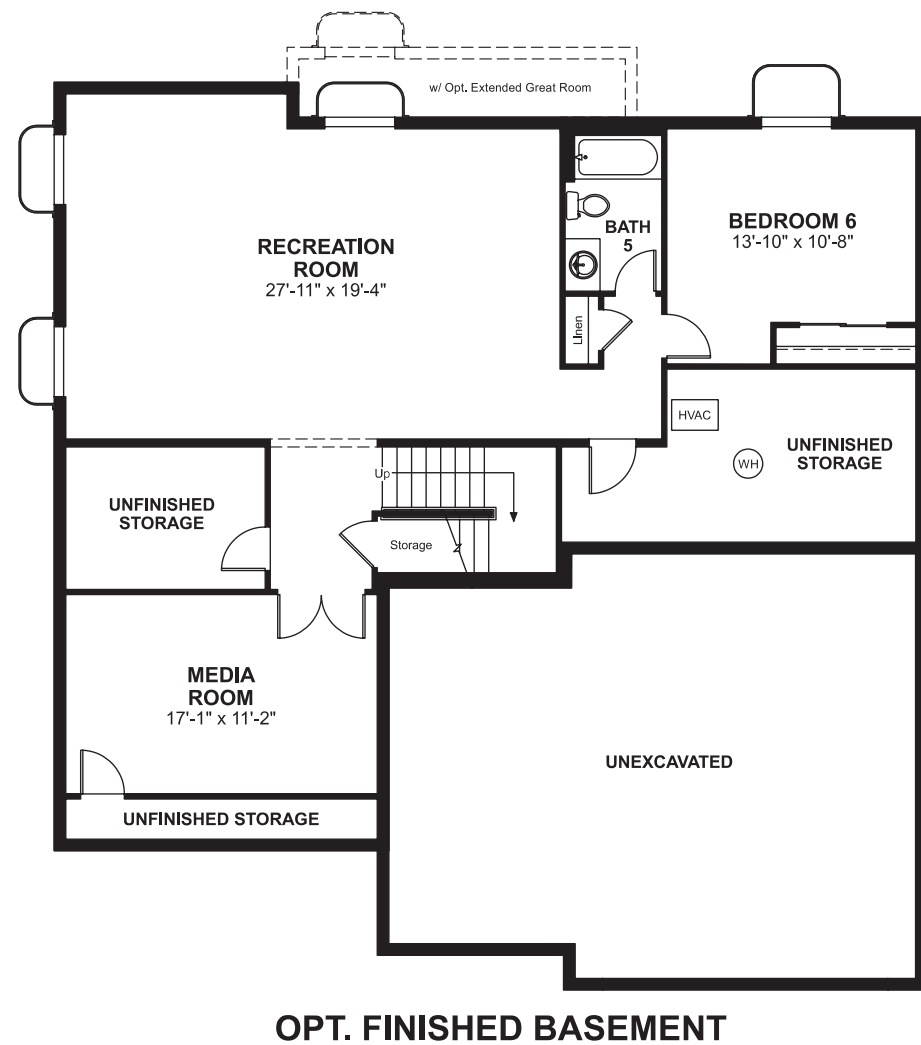 w/ Opt. Extended Great Room
RECREATION
ROOM
27'-11" x 19'-4"
BATH
5
BEDROOM 6
13'-10" x 10'-8"
Linen
HVAC
WH
UNFINISHED
STORAGE
Up
UNFINISHED
STORAGE
Storage
MEDIA
ROOM
17'-1" x 11'-2"
UNEXCAVATED
UNFINISHED STORAGE
OPT. FINISHED BASEMENT